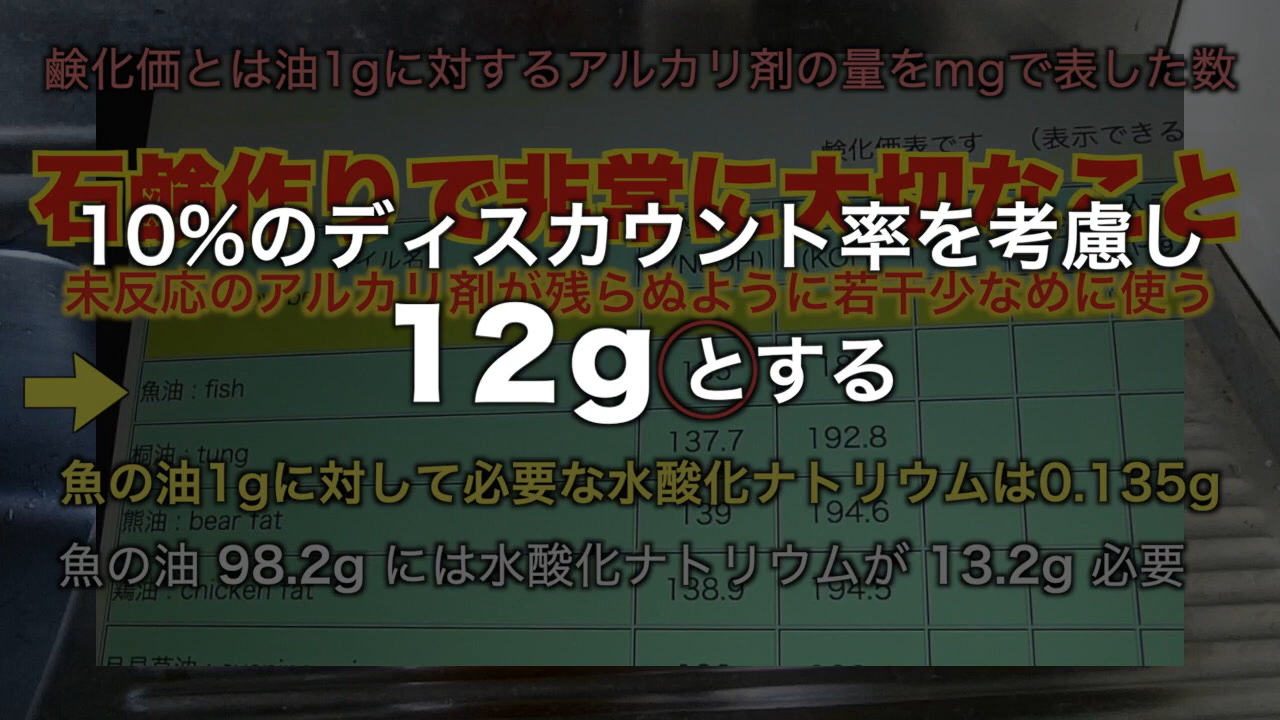 鹸化価とは油1gに対するアルカリ剤の量をmgで表した数
鹸化価表です （表示できる
石鹸作りで非常に大切なこと
10%のディスカウント率を考慮し
未反応のアルカリ剤が残らぬように若干少なめに使う
12gとする
魚油 : fish
桐油 : tung 137.7 192.8
魚の油1gに対して必要な水酸化ナトリウムは0.135g
熊油 : bear fat 139 194.6
魚の油 98.2g には水酸化ナトリウムが 13.2g 必要
鶏油 : chicken fat 138.9 194.5